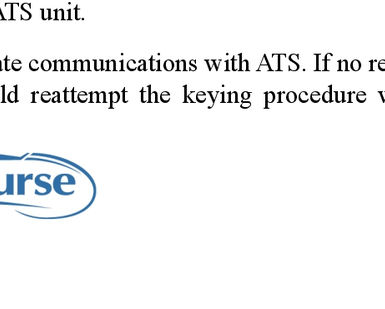 ATS unit.
ate communications with ATS. If no re
ld reattempt the keying procedure w
urse